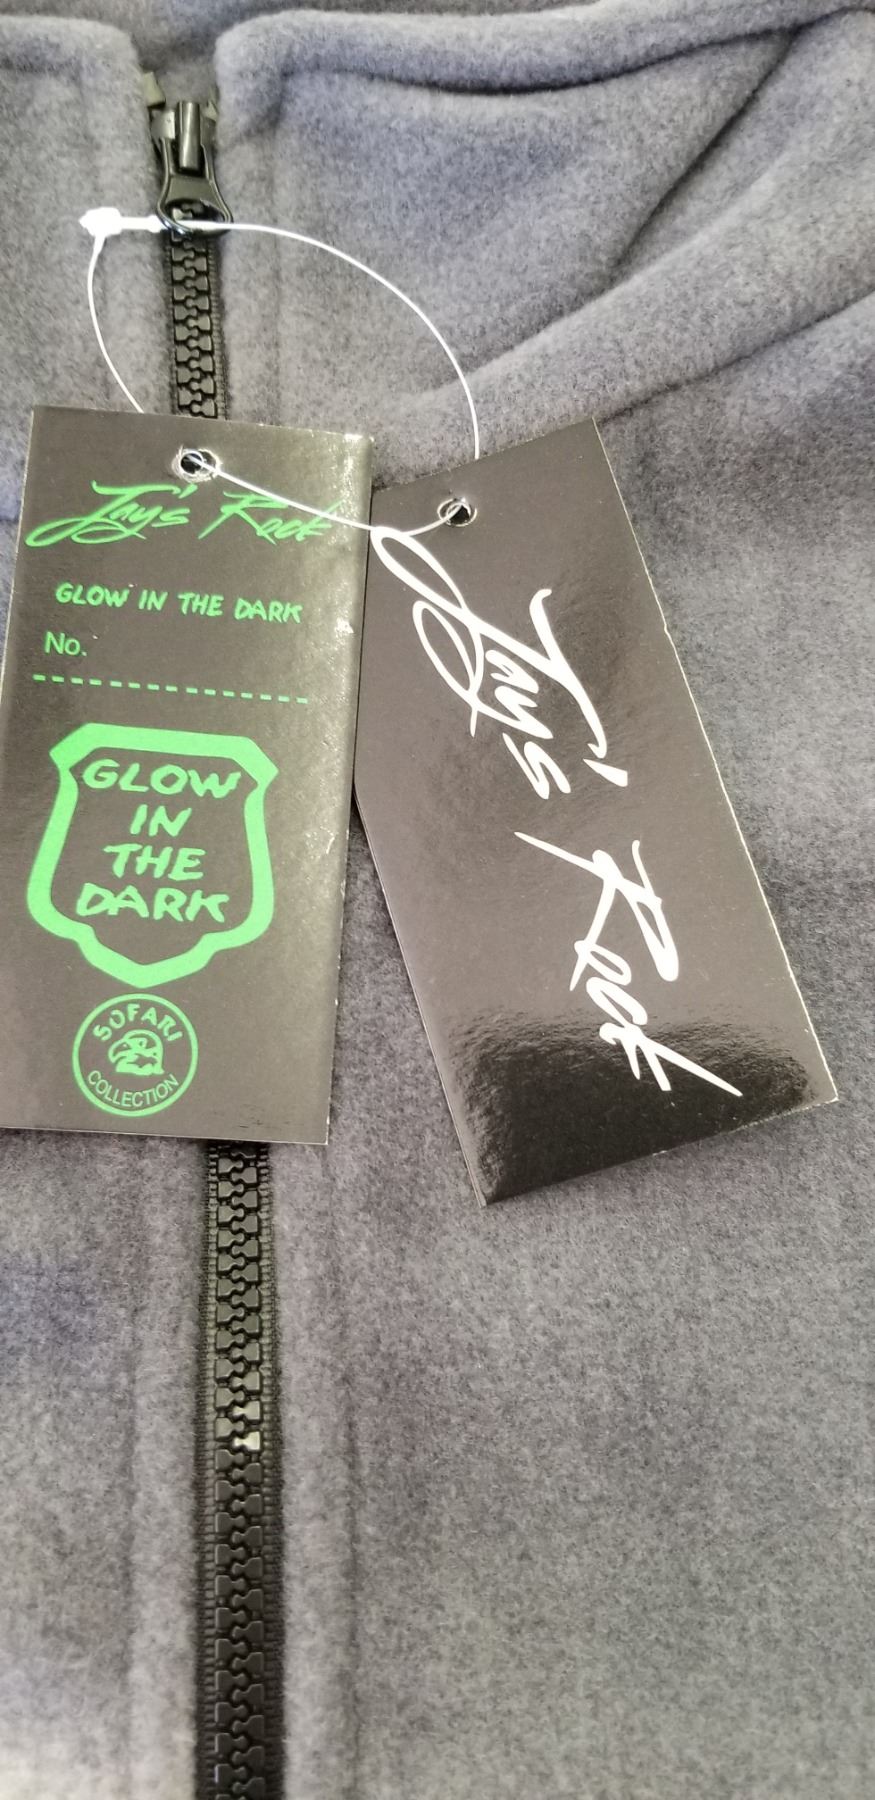 Jay's Rock
GLOW IN THE DARK
No.
GLOW
IN
THE
DARK
SOFARI
COLLECTION
Jay's Rock